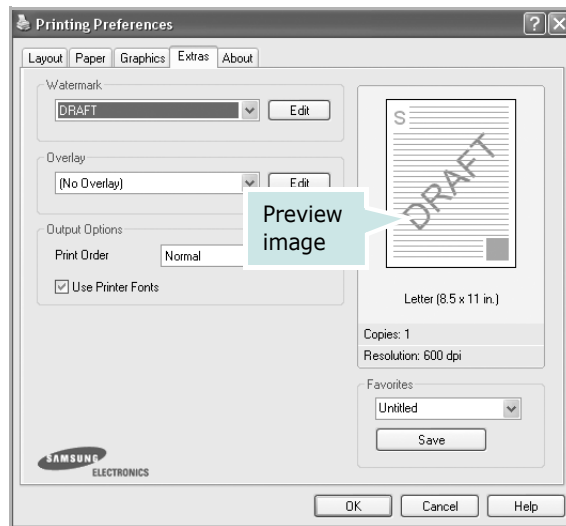 Printing Preferences
Layout Paper Graphics Extras About
Watermark
DRAFT
Edit
Overlay
(No Overlay)
Edit
Output Options
Print Order
Normal
Use Printer Fonts
Preview
image
S
DRAFT
Letter (8.5 x 11 in.)
Copies: 1
Resolution: 600 dpi
Favorites
Untitled
Save
SAMSUNG
ELECTRONICS
OK Cancel Help